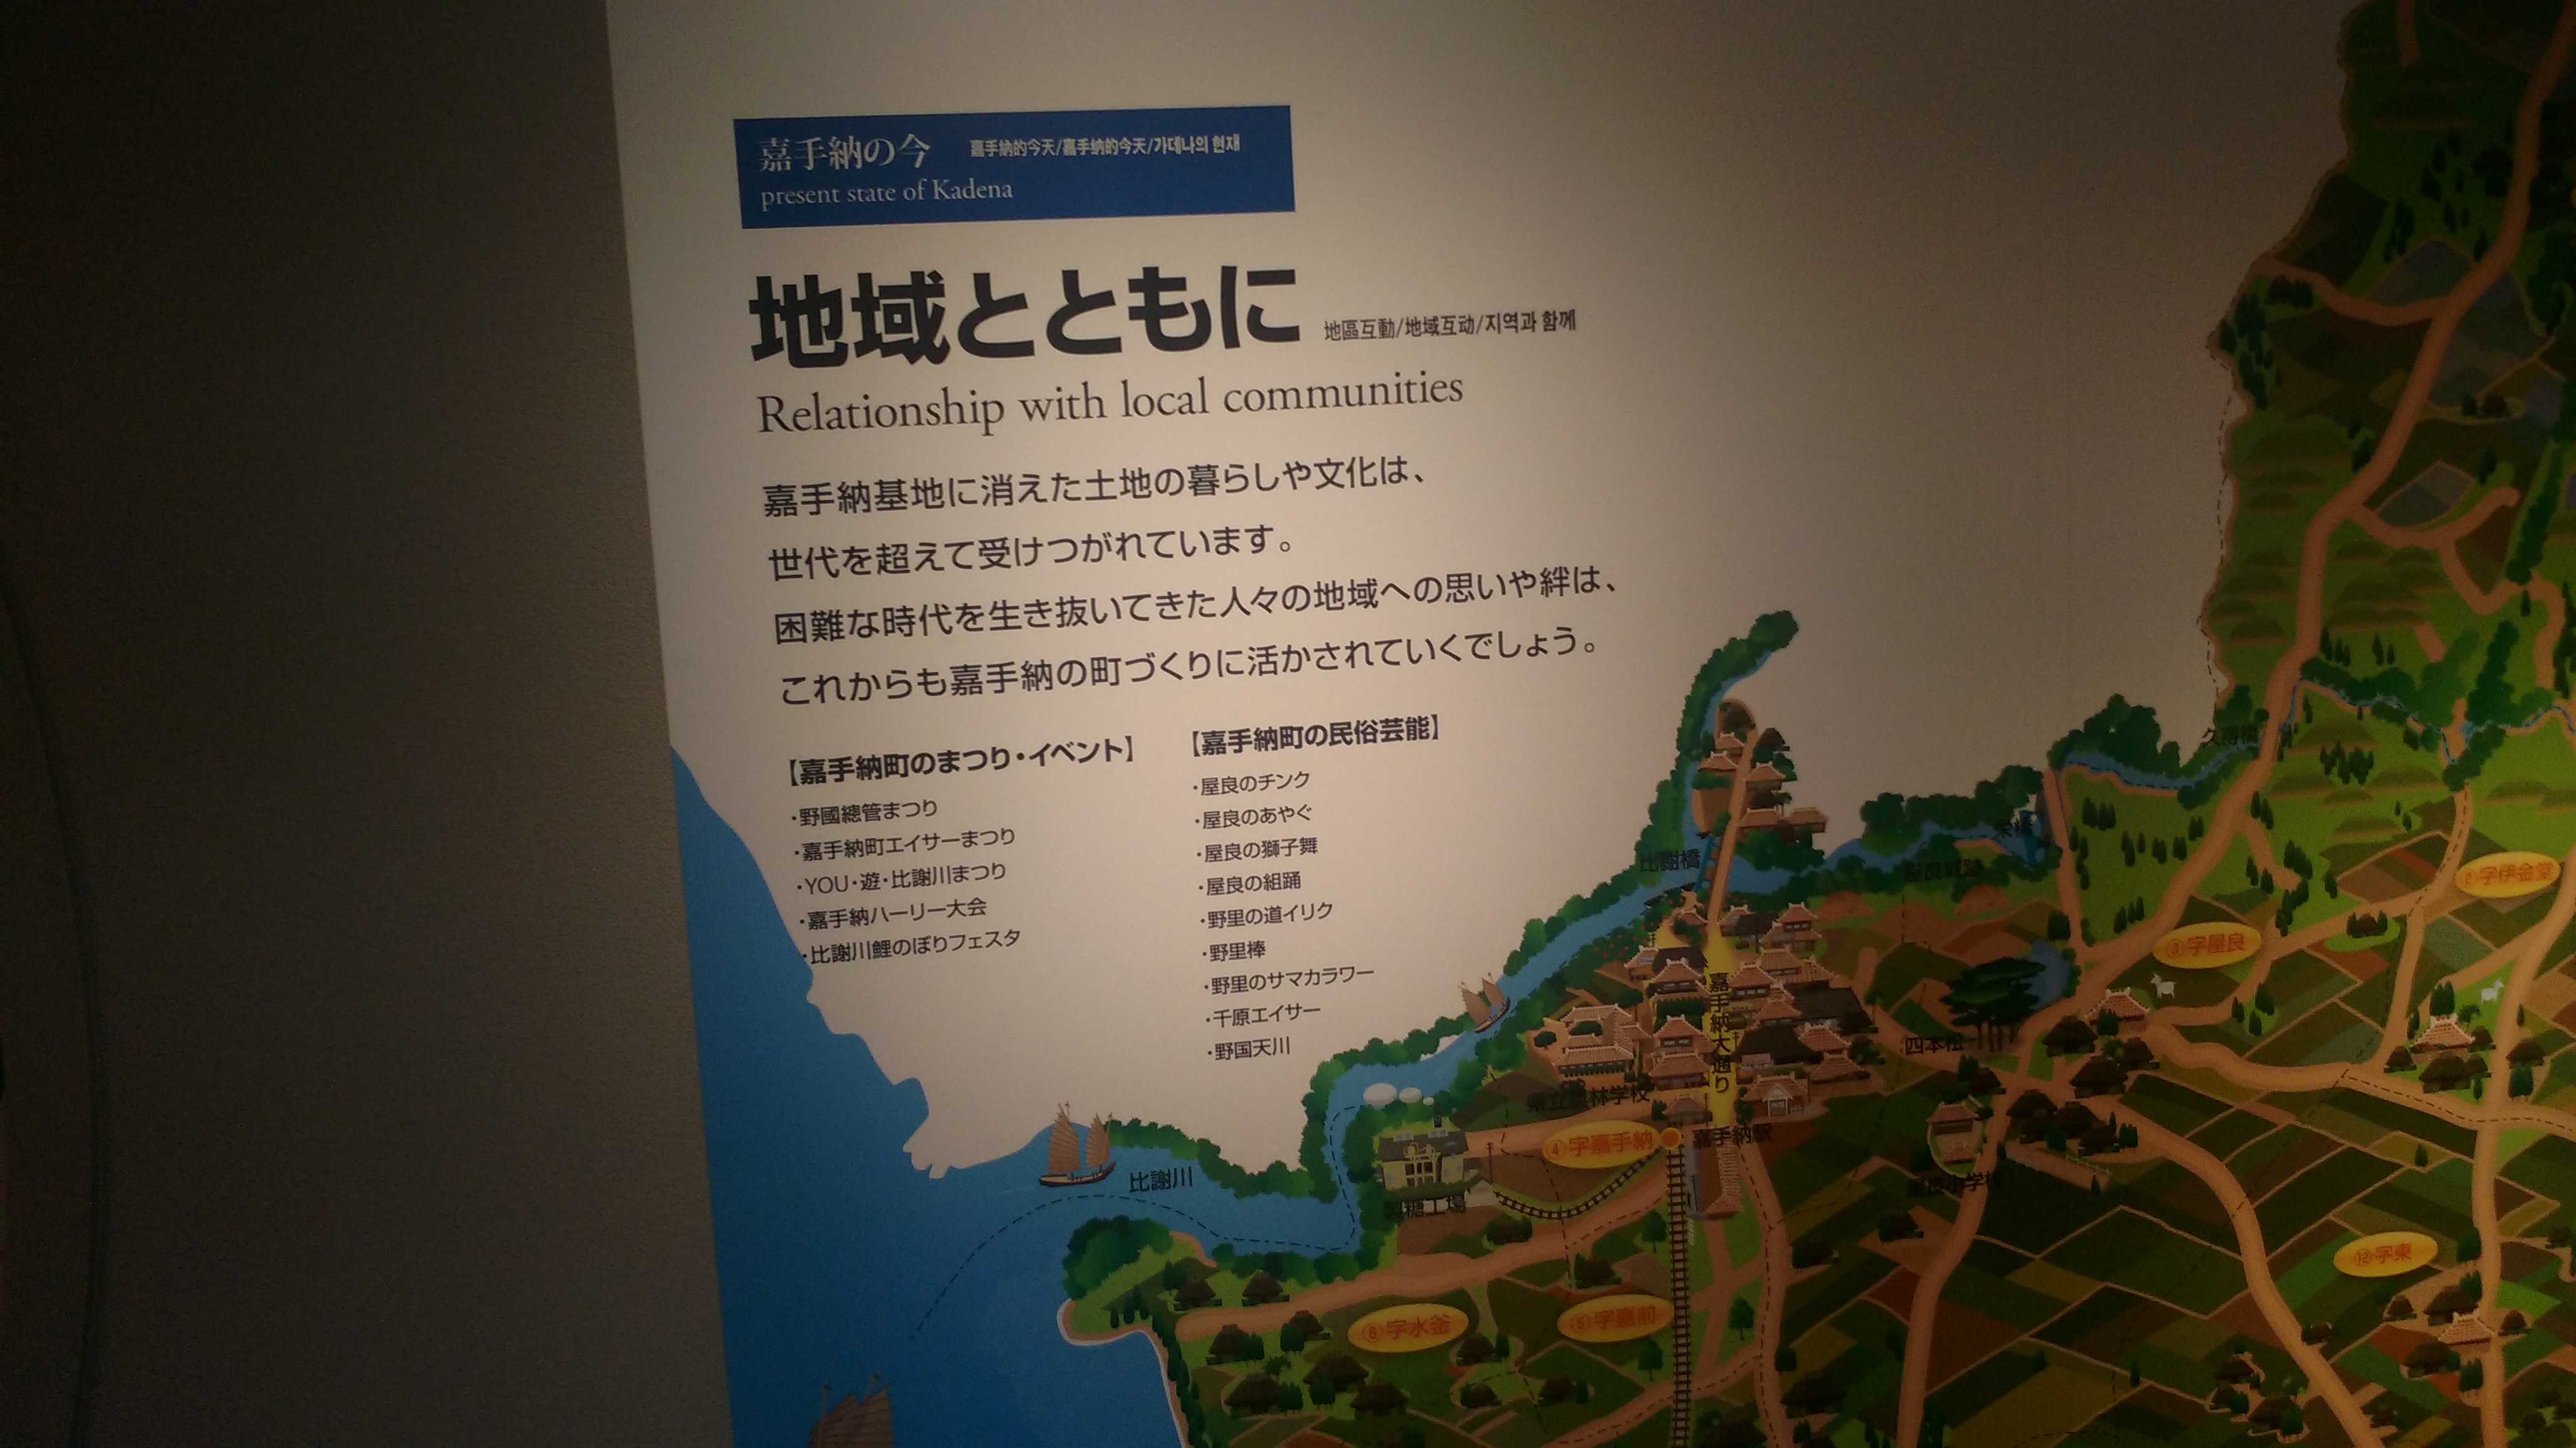 嘉手納の今 嘉手納的今天/嘉手纳的今天/가데나의 현재
present state of Kadena
地域とともに 地區互動/地域互动/지역과 함께
Relationship with local communities
嘉手納基地に消えた土地の暮らしや文化は、
世代を超えて受けつがれています。
困難な時代を生き抜いてきた人々の地域への思いや絆は、
これからも嘉手納の町づくりに活かされていくでしょう。
【嘉手納町のまつり・イベント】
・野國總管まつり
・嘉手納町エイサーまつり
・YOU・遊・比謝川まつり
・嘉手納ハーリー大会
・比謝川鯉のぼりフェスタ
【嘉手納町の民俗芸能】
・屋良のチンク
・屋良のあやぐ
・屋良の獅子舞
・屋良の組踊
・野里の道イリク
・野里棒
・野里のサマカラワー
・千原エイサー
・野国天川
久得橋
比謝橋
屋良城跡
②字伊金堂
③字屋良
嘉手納大通り
四本松
県立農林学校
④字嘉手納
嘉手納駅
比謝川
製糖工場
屋良小学校
⑫字東
⑥字水釜
⑤字嘉前